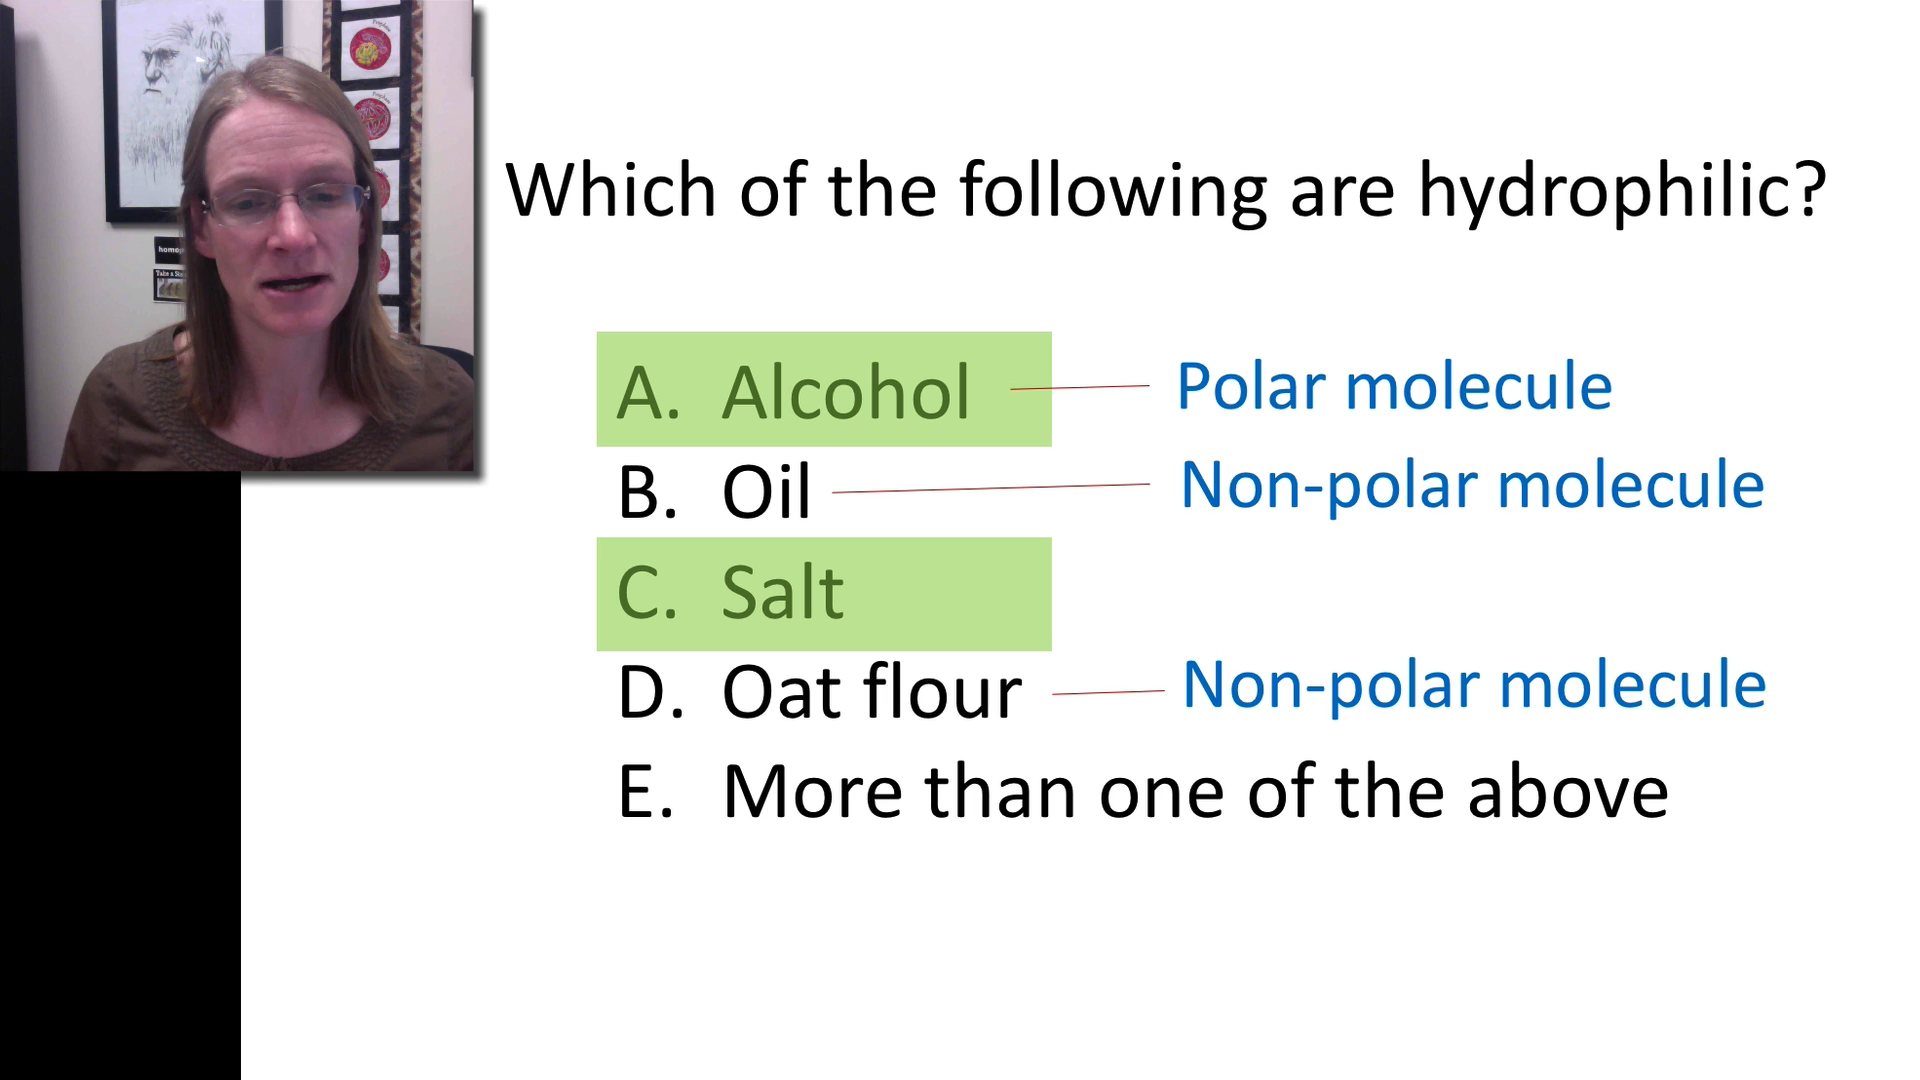 Which of the following are hydrophilic?
A. Alcohol
Polar molecule
B. Oil
Non-polar molecule
C. Salt
D. Oat flour
Non-polar molecule
E. More than one of the above